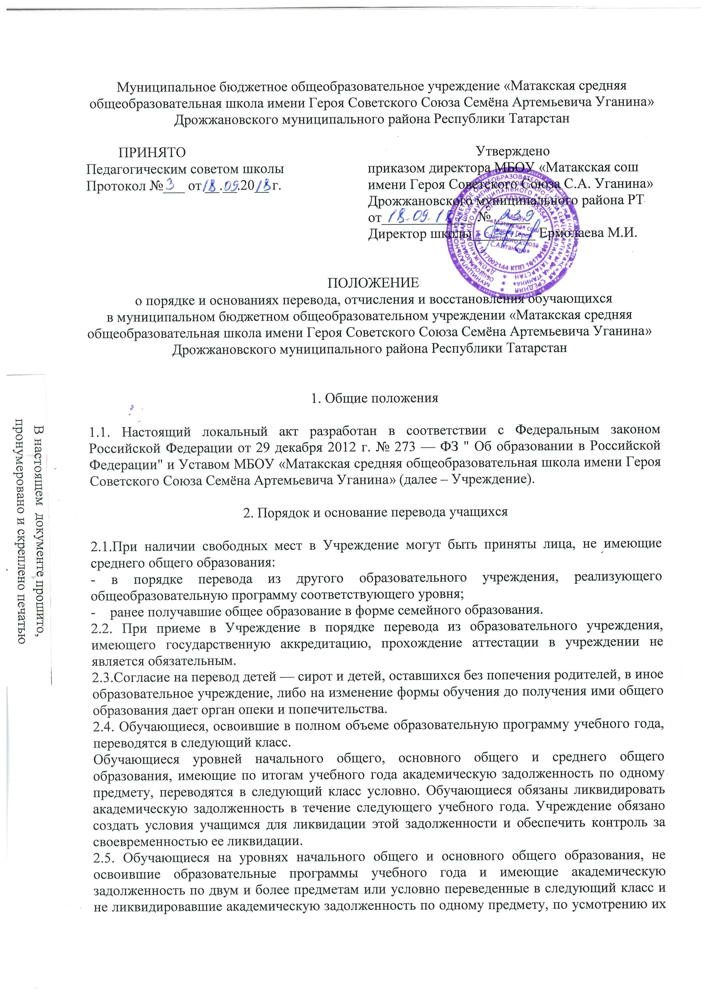 Муниципальное бюджетное общеобразовательное учреждение «Матакская средняя
общеобразовательная школа имени Героя Советского Союза Семёна Артемьевича Уганина»
Дрожжановского муниципального района Республики Татарстан
ПРИНЯТО
Педагогическим советом школы
Протокол № 3 от 18.09.2018 г.
Утверждено
приказом директора МБОУ «Матакская сош
имени Героя Советского Союза С.А. Уганина»
Дрожжановского муниципального района РТ
от 18.09.18 № 239
Директор школы Ермолаева М.И.
МБОУ
«Матакская сош
имени Героя
Советского Союза
С.А.Уганина»
ПОЛОЖЕНИЕ
о порядке и основаниях перевода, отчисления и восстановления обучающихся
в муниципальном бюджетном общеобразовательном учреждении «Матакская средняя
общеобразовательная школа имени Героя Советского Союза Семёна Артемьевича Уганина»
Дрожжановского муниципального района Республики Татарстан
1. Общие положения
1.1. Настоящий локальный акт разработан в соответствии с Федеральным законом
Российской Федерации от 29 декабря 2012 г. № 273 — ФЗ " Об образовании в Российской
Федерации" и Уставом МБОУ «Матакская средняя общеобразовательная школа имени Героя
Советского Союза Семёна Артемьевича Уганина» (далее – Учреждение).
2. Порядок и основание перевода учащихся
2.1.При наличии свободных мест в Учреждение могут быть приняты лица, не имеющие
среднего общего образования:
- в порядке перевода из другого образовательного учреждения, реализующего
общеобразовательную программу соответствующего уровня;
- ранее получавшие общее образование в форме семейного образования.
2.2. При приеме в Учреждение в порядке перевода из образовательного учреждения,
имеющего государственную аккредитацию, прохождение аттестации в учреждении не
является обязательным.
2.3.Согласие на перевод детей — сирот и детей, оставшихся без попечения родителей, в иное
образовательное учреждение, либо на изменение формы обучения до получения ими общего
образования дает орган опеки и попечительства.
2.4. Обучающиеся, освоившие в полном объеме образовательную программу учебного года,
переводятся в следующий класс.
Обучающиеся уровней начального общего, основного общего и среднего общего
образования, имеющие по итогам учебного года академическую задолженность по одному
предмету, переводятся в следующий класс условно. Обучающиеся обязаны ликвидировать
академическую задолженность в течение следующего учебного года. Учреждение обязано
создать условия учащимся для ликвидации этой задолженности и обеспечить контроль за
своевременностью ее ликвидации.
2.5. Обучающиеся на уровнях начального общего и основного общего образования, не
освоившие образовательные программы учебного года и имеющие академическую
задолженность по двум и более предметам или условно переведенные в следующий класс и
не ликвидировавшие академическую задолженность по одному предмету, по усмотрению их
В настоящем документе прошито,
пронумеровано и скреплено печатью